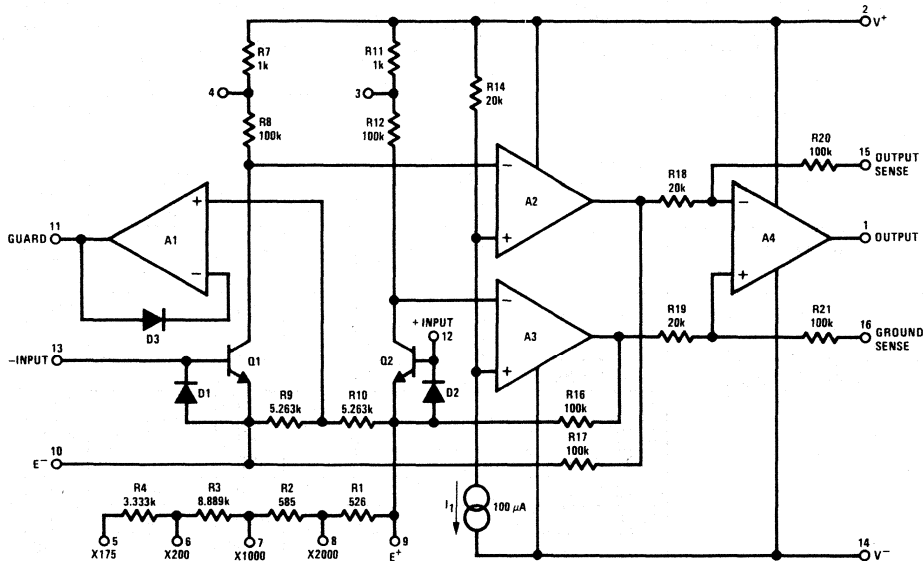 2
V+
R7
1k
R11
1k
4
3
R14
20k
R8
100k
R12
100k
R20
100k
15
OUTPUT
SENSE
A2
R18
20k
11
GUARD
A1
A4
1
OUTPUT
D3
+ INPUT
12
A3
R19
20k
R21
100k
16
GROUND
SENSE
13
−INPUT
Q1
Q2
D1
R9
5.263k
R10
5.263k
D2
R16
100k
R17
100k
10
E−
R4
3.333k
R3
8.889k
R2
585
R1
526
I1
100 μA
5
X175
6
X200
7
X1000
8
X2000
9
E+
14
V−